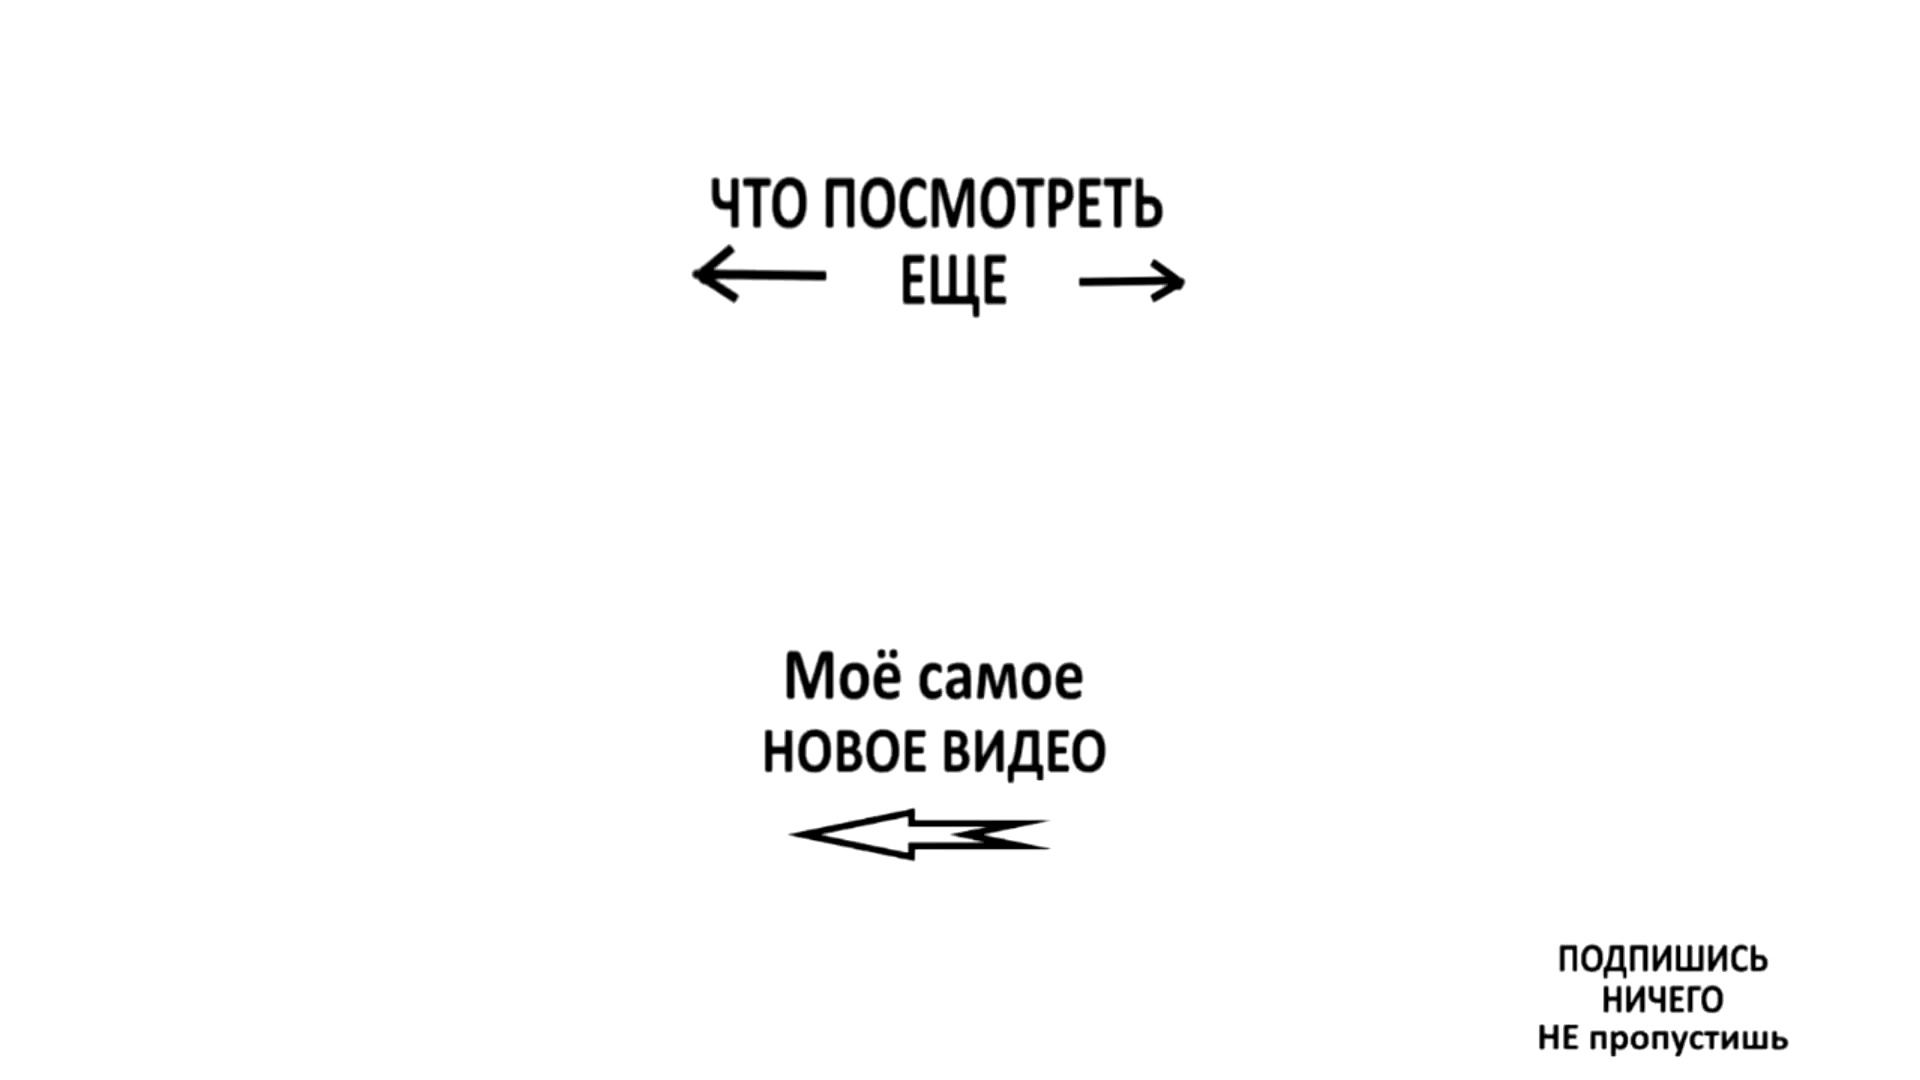 ЧТО ПОСМОТРЕТЬ
ЕЩЕ
Моё самое
НОВОЕ ВИДЕО
ПОДПИШИСЬ
НИЧЕГО
НЕ пропустишь